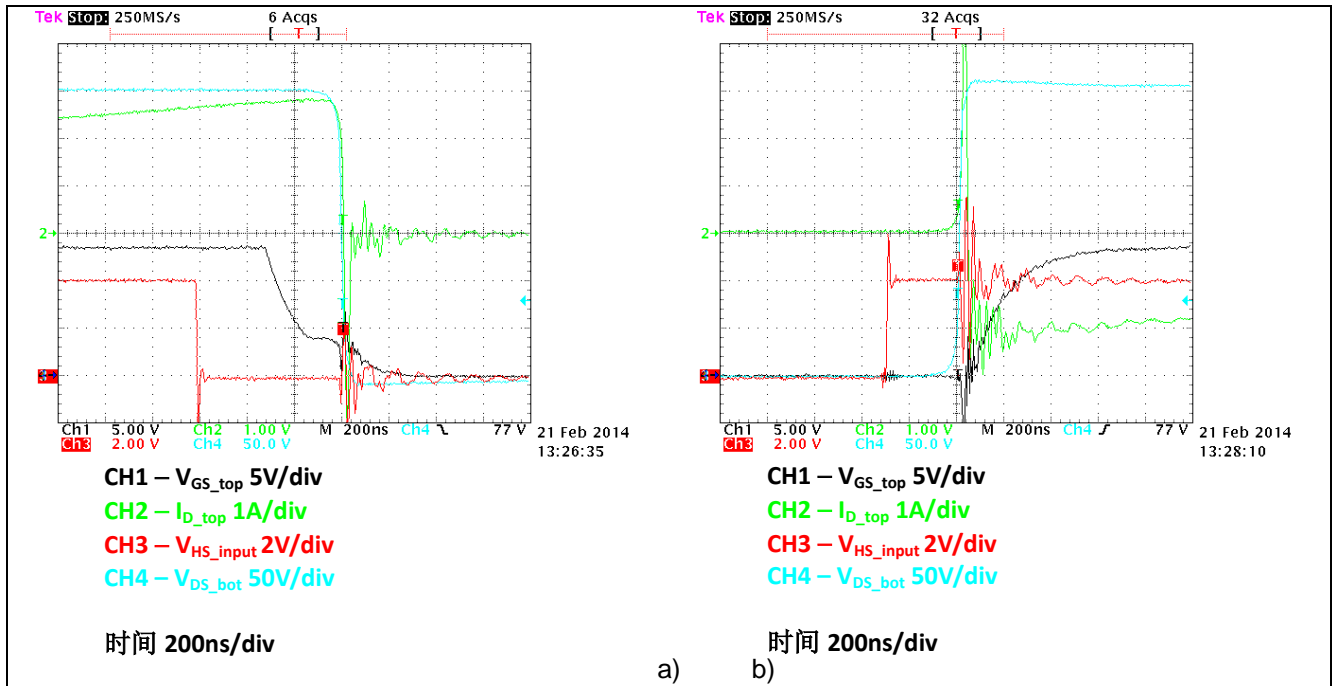 Tek Stop: 250MS/s 6 Acqs
[ T ]
2
Ch1 5.00 V Ch2 1.00 V M 200ns Ch4 77 V
Ch3 2.00 V Ch4 50.0 V
21 Feb 2014
13:26:35
CH1 – VGS_top 5V/div
CH2 – ID_top 1A/div
CH3 – VHS_input 2V/div
CH4 – VDS_bot 50V/div
时间 200ns/div
a)
Tek Stop: 250MS/s 32 Acqs
[ T ]
2
Ch1 5.00 V Ch2 1.00 V M 200ns Ch4 77 V
Ch3 2.00 V Ch4 50.0 V
21 Feb 2014
13:28:10
CH1 – VGS_top 5V/div
CH2 – ID_top 1A/div
CH3 – VHS_input 2V/div
CH4 – VDS_bot 50V/div
时间 200ns/div
b)